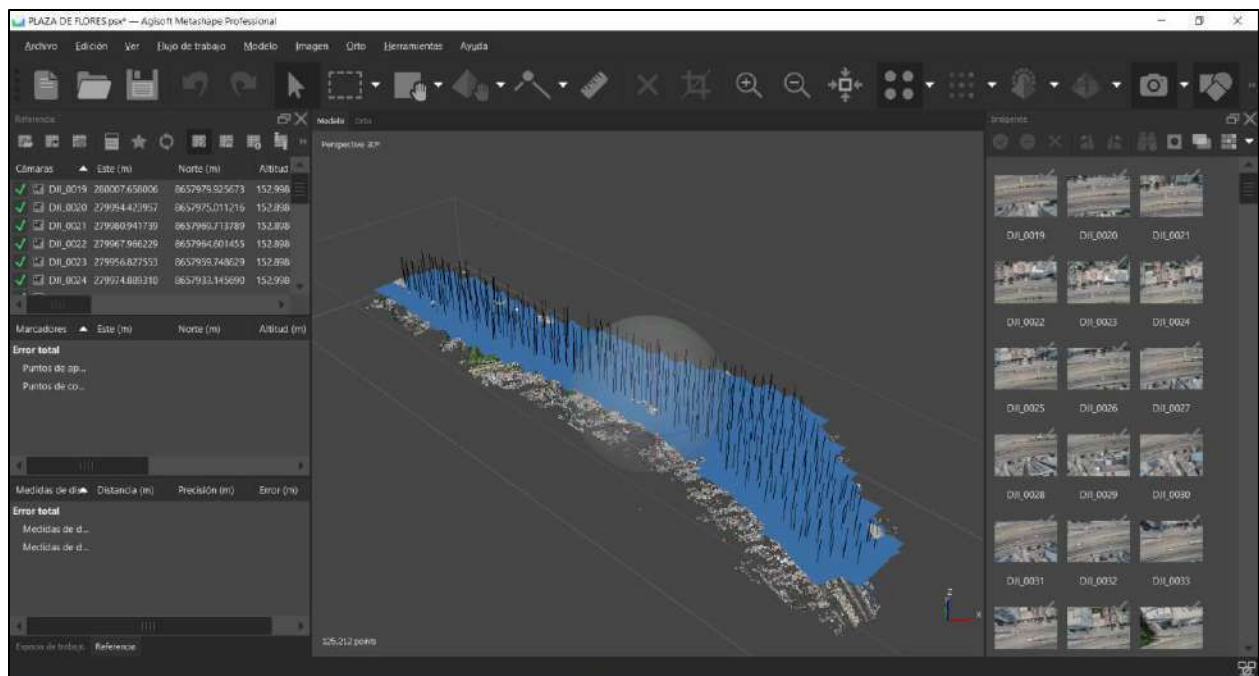 PLAZA DE FLORES.psx* — Agisoft Metashape Professional
Archivo Edición Ver Flujo de trabajo Modelo Imagen Orto Herramientas Ayuda
Referencia
Modelo Orto
Imágenes
Perspectiva 30°
Cámaras Este (m) Norte (m) Altitud
DJI_0019 280007.658006 8657979.925673 152.998
DJI_0020 279994.423957 8657975.011216 152.898
DJI_0021 279980.941739 8657969.713789 152.898
DJI_0022 279967.966229 8657964.601455 152.898
DJI_0023 279956.827553 8657959.748629 152.898
DJI_0024 279974.889310 8657933.145690 152.998
Marcadores Este (m) Norte (m) Altitud (m)
Error total
Puntos de ap...
Puntos de co...
Medidas de dis Distancia (m) Precisión (m) Error (m)
Error total
Medidas de d...
Medidas de d...
Espacio de trabajo Referencia
125,212 points
Z
X
DJI_0019 DJI_0020 DJI_0021
DJI_0022 DJI_0023 DJI_0024
DJI_0025 DJI_0026 DJI_0027
DJI_0028 DJI_0029 DJI_0030
DJI_0031 DJI_0032 DJI_0033